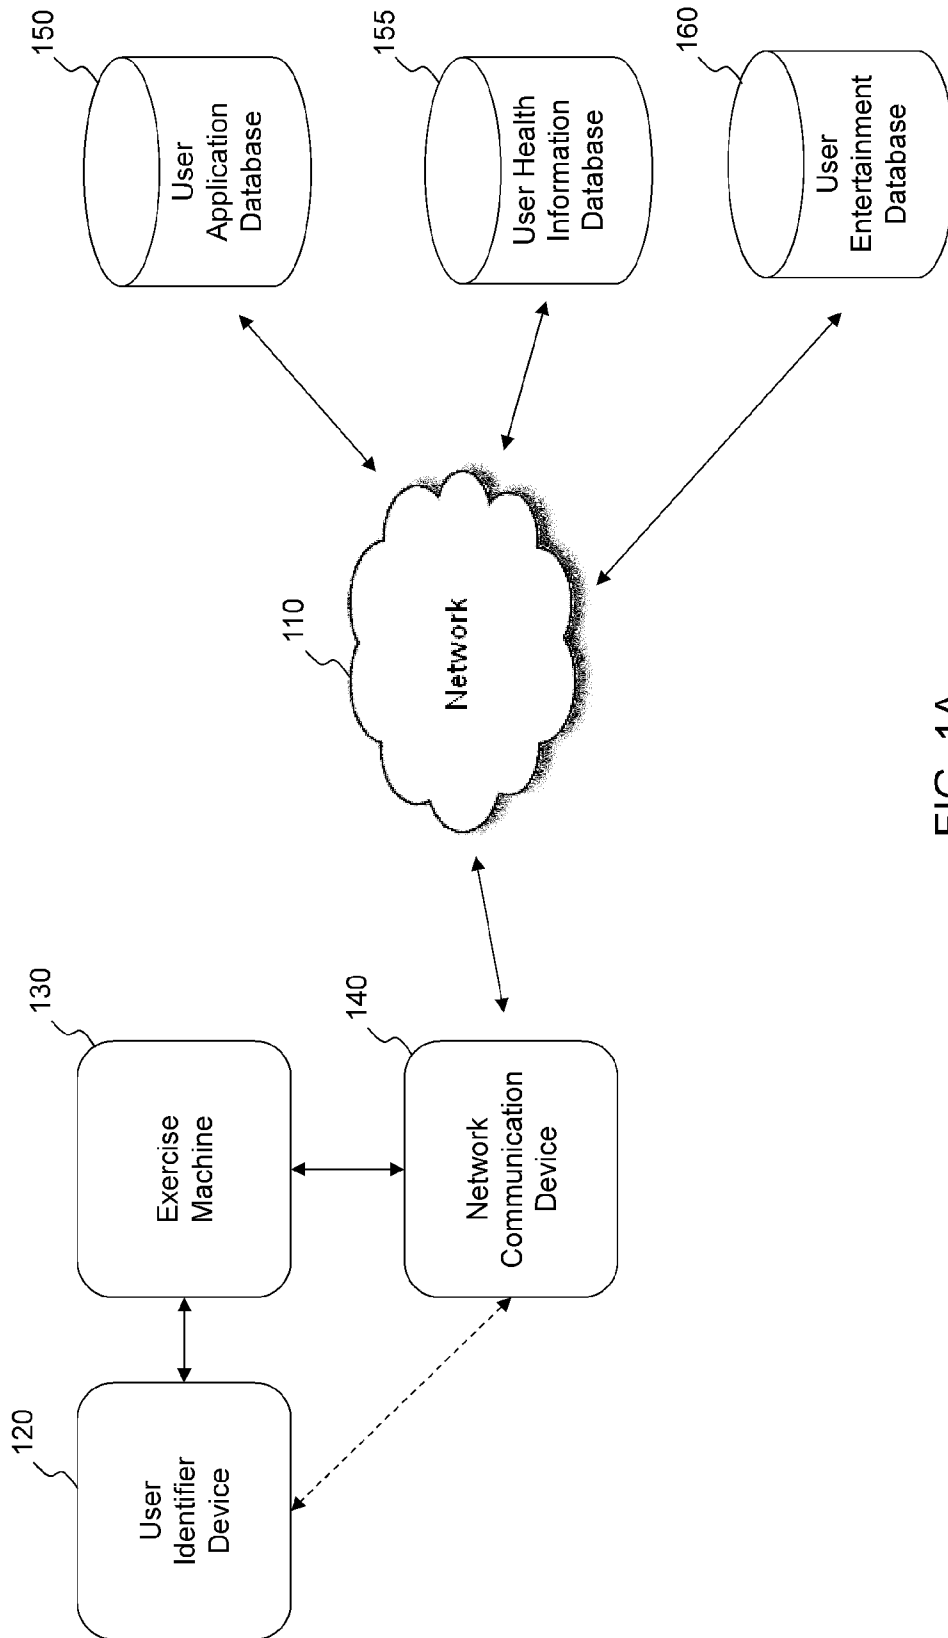 120
User
Identifier
Device
130
Exercise
Machine
140
Network
Communication
Device
110
Network
150
User
Application
Database
155
User Health
Information
Database
160
User
Entertainment
Database
FIG. 1A